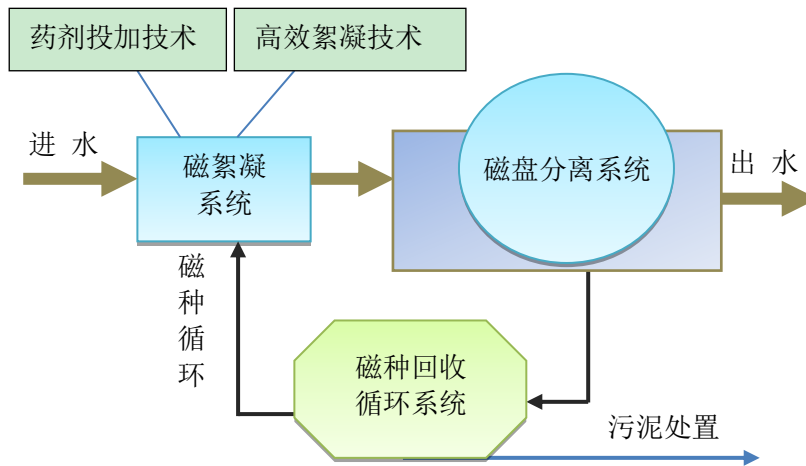 药剂投加技术
高效絮凝技术
进 水
磁絮凝
系统
磁盘分离系统
出 水
磁
种
循
环
磁种回收
循环系统
污泥处置